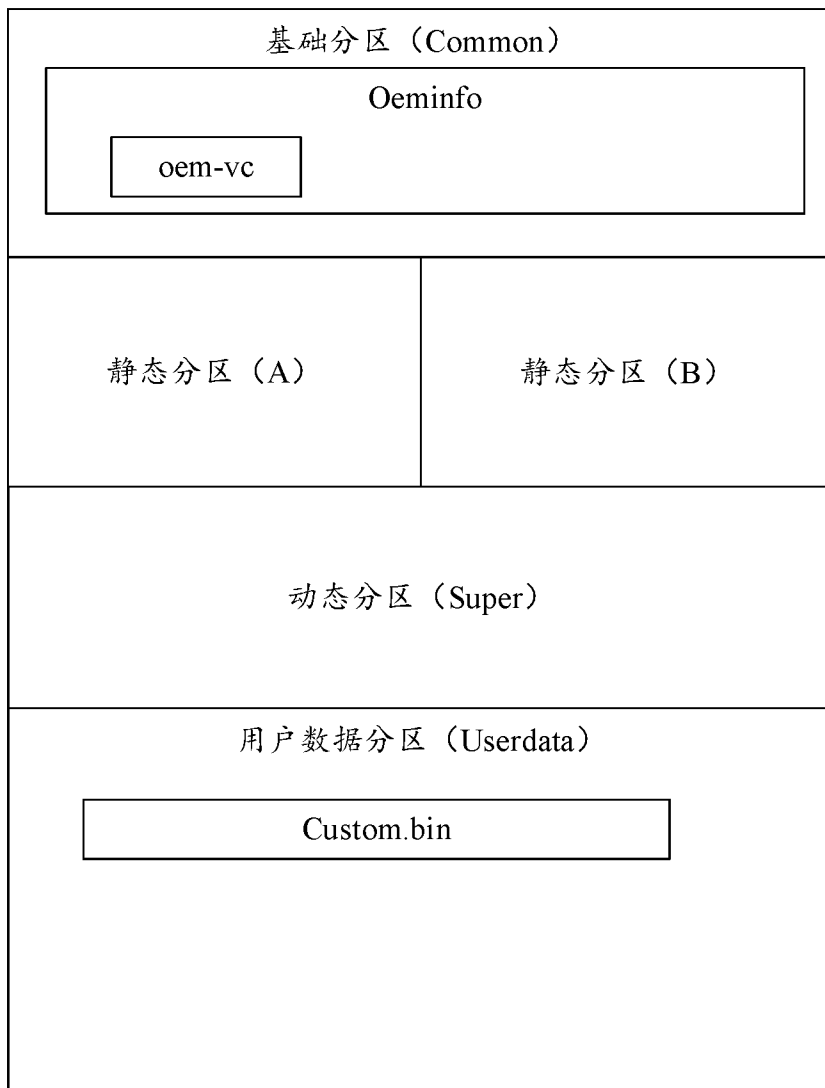 基础分区（Common）
Oeminfo
oem-vc
静态分区（A）
静态分区（B）
动态分区（Super）
用户数据分区（Userdata）
Custom.bin